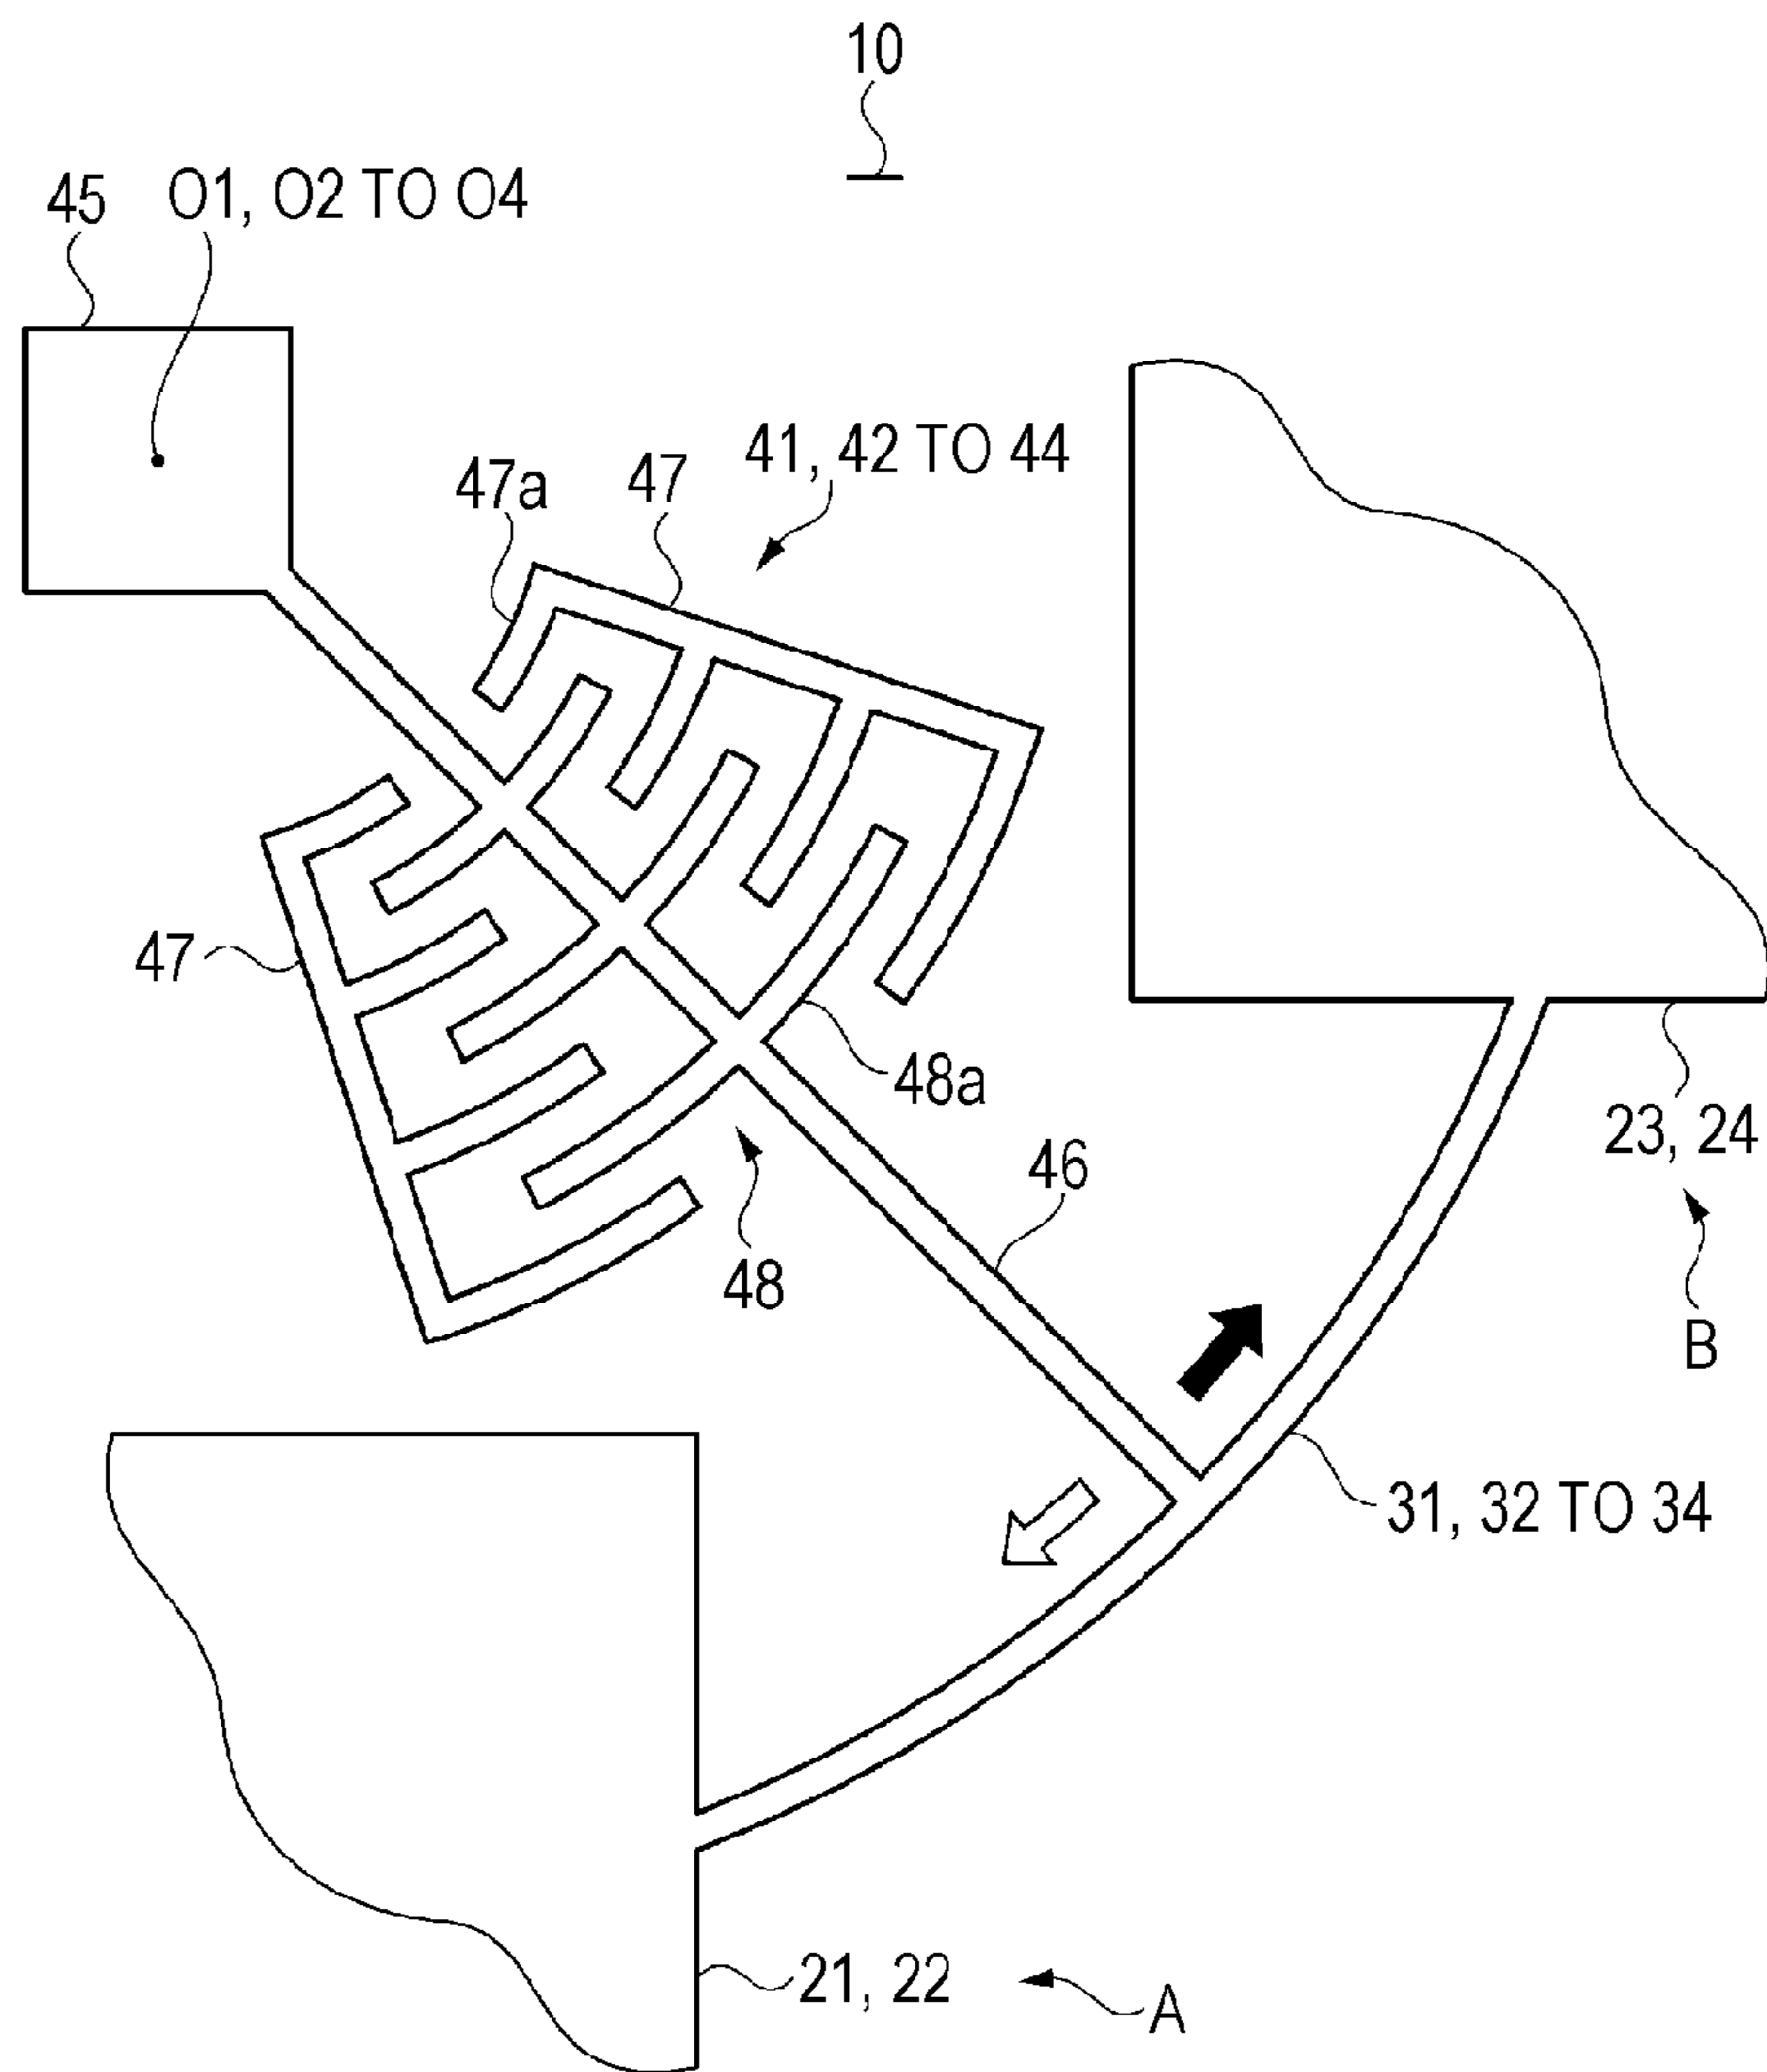 10
45
O1, O2 TO O4
41, 42 TO 44
47a
47
47
48a
23, 24
46
48
B
31, 32 TO 34
21, 22
A